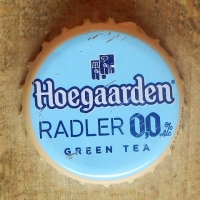 Hoegaarden®
RADLER 0,0 % Alc
GREEN TEA